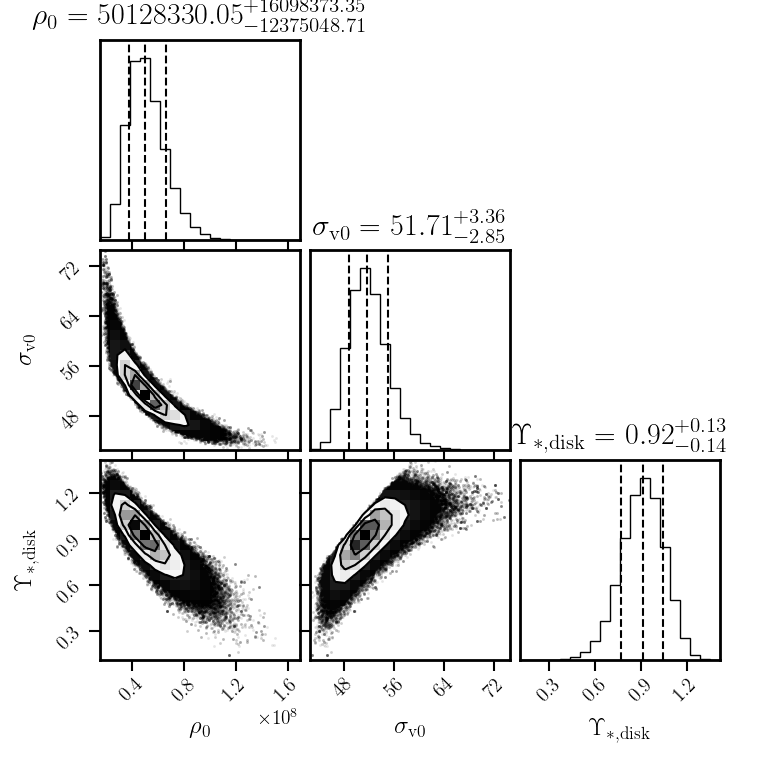 ρ₀ = 50128330.05⁺¹⁶⁰⁹⁸³⁷³·³⁵₋₁₂₃₇₅₀₄₈.₇₁
σᵥ₀ = 51.71⁺³·³⁶₋₂.₈₅
72
64
56
48
σᵥ₀
ϒ*,disk = 0.92⁺⁰·¹³₋₀.₁₄
1.2
0.9
0.6
0.3
ϒ*,disk
0.4 0.8 1.2 1.6
×10⁸
ρ₀
48 56 64 72
σᵥ₀
0.3 0.6 0.9 1.2
ϒ*,disk